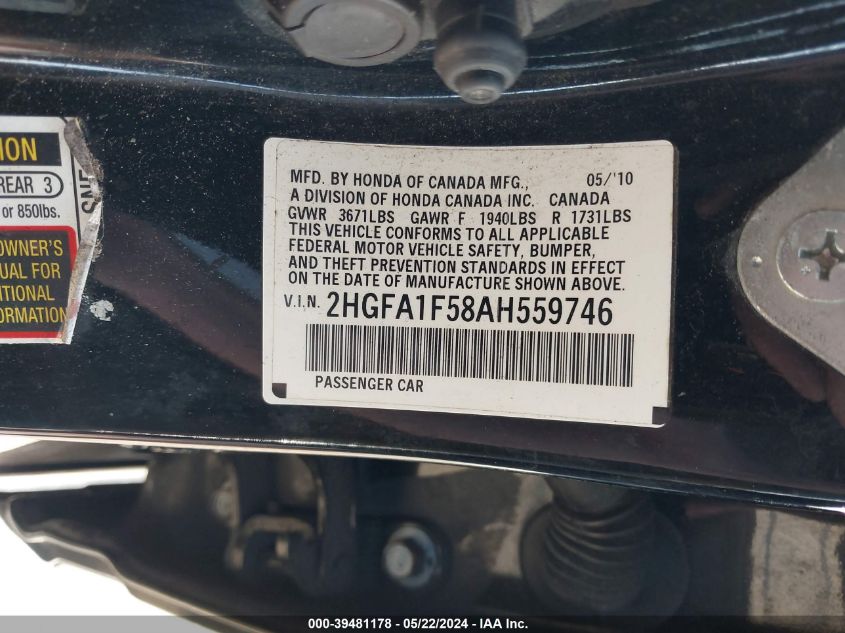 ION
REAR 3
or 850lbs.
OWNER'S
UAL FOR
ITIONAL
FORMATION
MFD. BY HONDA OF CANADA MFG., 05/'10
A DIVISION OF HONDA CANADA INC. CANADA
GVWR 3671LBS GAWR F 1940LBS R 1731LBS
THIS VEHICLE CONFORMS TO ALL APPLICABLE
FEDERAL MOTOR VEHICLE SAFETY, BUMPER,
AND THEFT PREVENTION STANDARDS IN EFFECT
ON THE DATE OF MANUFACTURE SHOWN ABOVE.
V.I.N. 2HGFA1F58AH559746
PASSENGER CAR
000-39481178 - 05/22/2024 - IAA Inc.